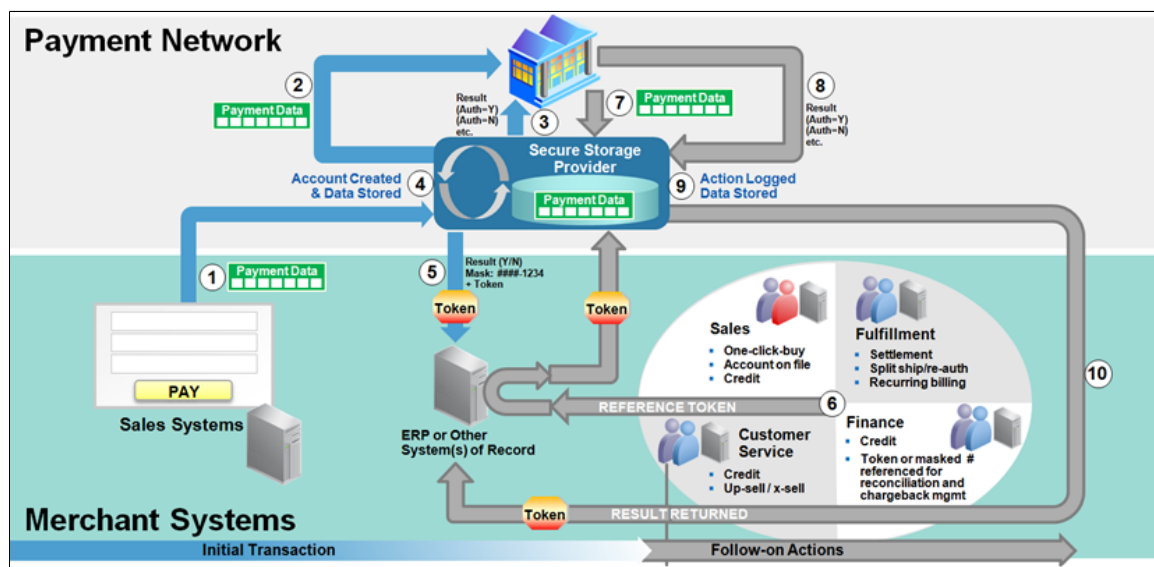 Payment Network
2
Payment Data
Result
(Auth=Y)
(Auth=N)
etc.
3
7
Payment Data
8
Result
(Auth=Y)
(Auth=N)
etc.
Account Created
& Data Stored
4
Secure Storage
Provider
Payment Data
9
Action Logged
Data Stored
1
Payment Data
PAY
Sales Systems
5
Result (Y/N)
Mask: ####-1234
+ Token
Token
Token
ERP or Other
System(s) of Record
Sales
One-click-buy
Account on file
Credit
Fulfillment
Settlement
Split ship/re-auth
Recurring billing
REFERENCE TOKEN
6
10
Customer
Service
Credit
Up-sell / x-sell
Finance
Credit
Token or masked #
referenced for
reconciliation and
chargeback mgmt
Token
RESULT RETURNED
Merchant Systems
Initial Transaction
Follow-on Actions